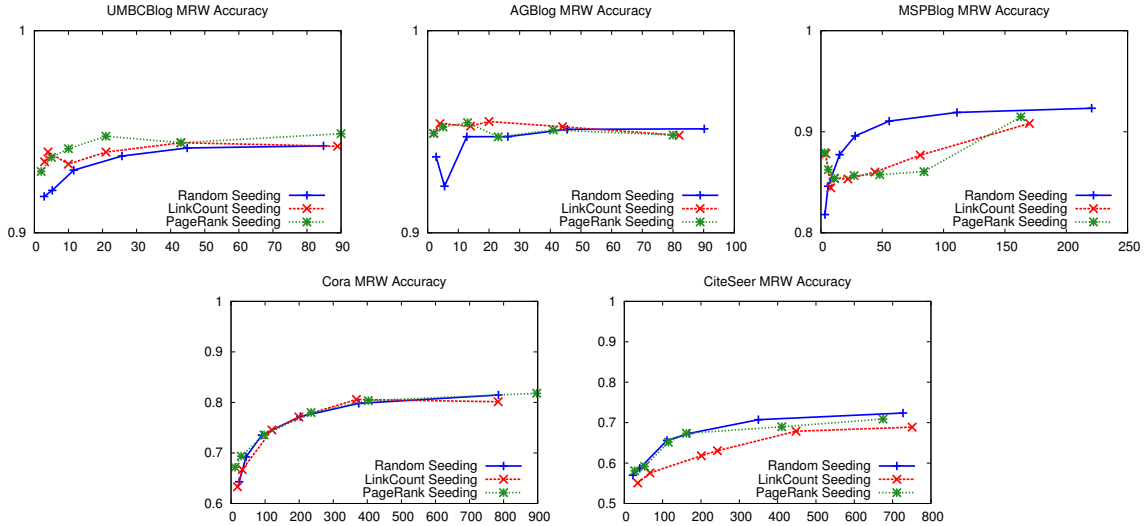 UMBCBlog MRW Accuracy
1
0.9
0 10 20 30 40 50 60 70 80 90
Random Seeding
LinkCount Seeding
PageRank Seeding
AGBlog MRW Accuracy
1
0.9
0 10 20 30 40 50 60 70 80 90 100
Random Seeding
LinkCount Seeding
PageRank Seeding
MSPBlog MRW Accuracy
1
0.9
0.8
0 50 100 150 200 250
Random Seeding
LinkCount Seeding
PageRank Seeding
Cora MRW Accuracy
1
0.9
0.8
0.7
0.6
0 100 200 300 400 500 600 700 800 900
Random Seeding
LinkCount Seeding
PageRank Seeding
CiteSeer MRW Accuracy
1
0.9
0.8
0.7
0.6
0.5
0 100 200 300 400 500 600 700 800
Random Seeding
LinkCount Seeding
PageRank Seeding